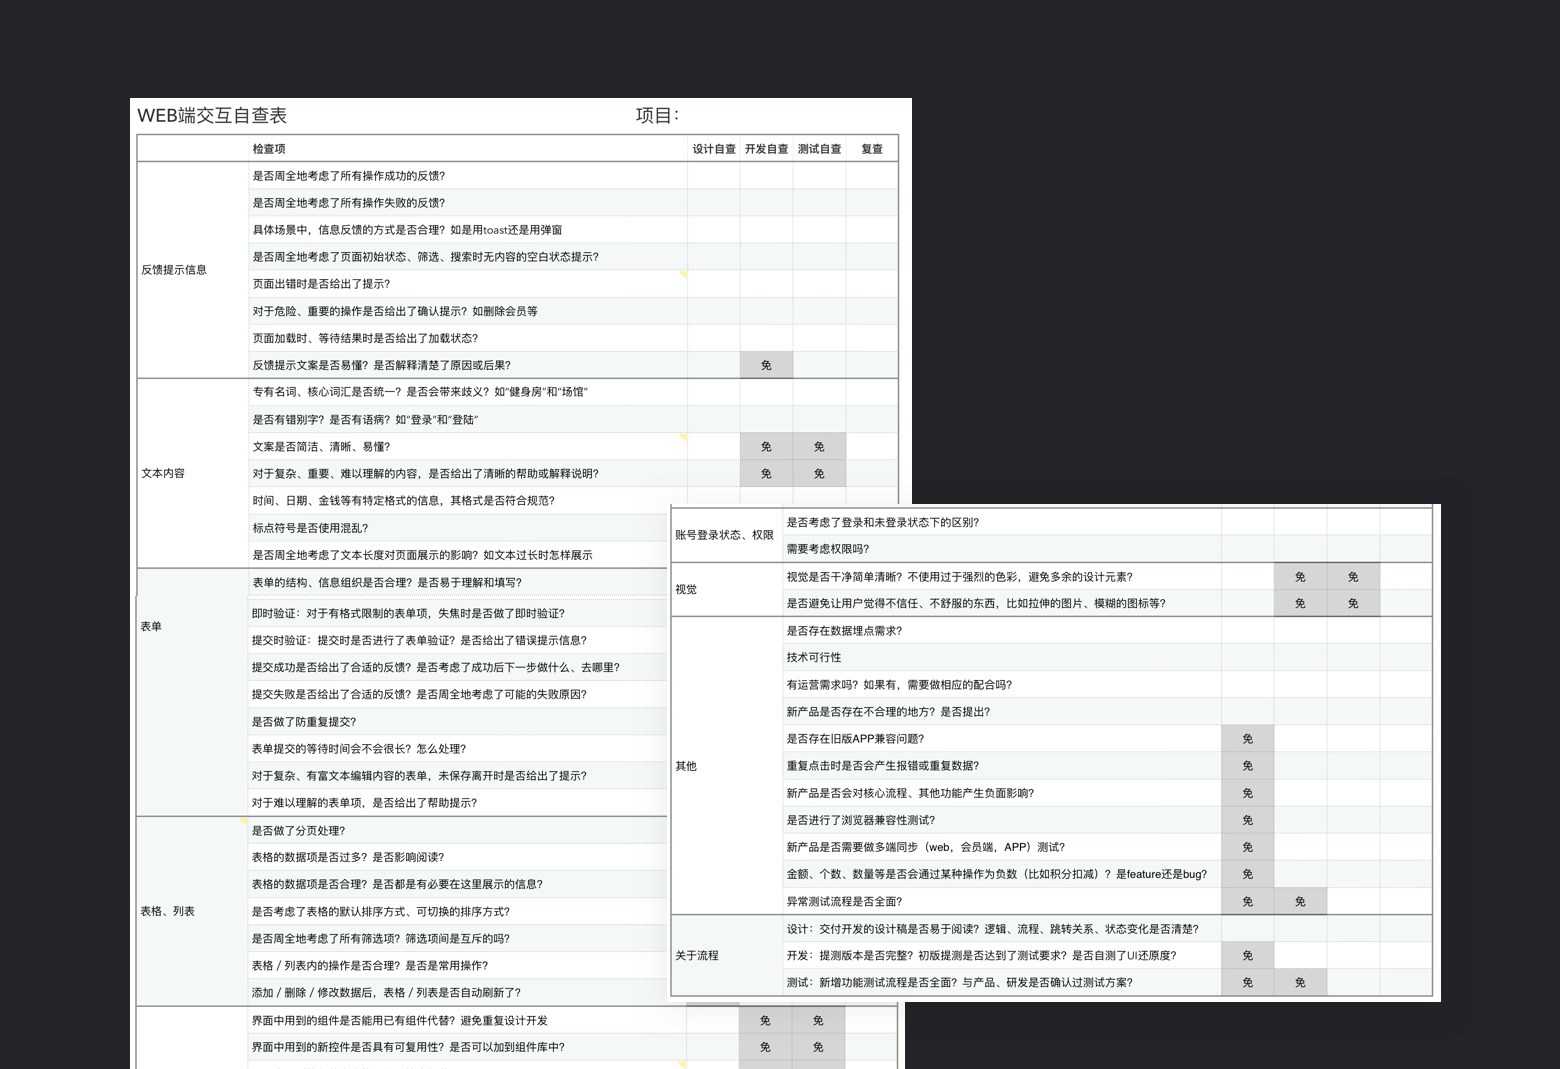 WEB端交互自查表 项目：
检查项 设计自查 开发自查 测试自查 复查
反馈提示信息
是否周全地考虑了所有操作成功的反馈？
是否周全地考虑了所有操作失败的反馈？
具体场景中，信息反馈的方式是否合理？如是用toast还是用弹窗
是否周全地考虑了页面初始状态、筛选、搜索时无内容的空白状态提示？
页面出错时是否给出了提示？
对于危险、重要的操作是否给出了确认提示？如删除会员等
页面加载时、等待结果时是否给出了加载状态？
反馈提示文案是否易懂？是否解释清楚了原因或后果？ 免
文本内容
专有名词、核心词汇是否统一？是否会带来歧义？如“健身房”和“场馆”
是否有错别字？是否有语病？如“登录”和“登陆”
文案是否简洁、清晰、易懂？ 免 免
对于复杂、重要、难以理解的内容，是否给出了清晰的帮助或解释说明？ 免 免
时间、日期、金钱等有特定格式的信息，其格式是否符合规范？
标点符号是否使用混乱？
是否周全地考虑了文本长度对页面展示的影响？如文本过长时怎样展示
表单
表单的结构、信息组织是否合理？是否易于理解和填写？
即时验证：对于有格式限制的表单项，失焦时是否做了即时验证？
提交时验证：提交时是否进行了表单验证？是否给出了错误提示信息？
提交成功是否给出了合适的反馈？是否考虑了成功后下一步做什么、去哪里？
提交失败是否给出了合适的反馈？是否周全地考虑了可能的失败原因？
是否做了防重复提交？
表单提交的等待时间会不会很长？怎么处理？
对于复杂、有富文本编辑内容的表单，未保存离开时是否给出了提示？
对于难以理解的表单项，是否给出了帮助提示？
表格、列表
是否做了分页处理？
表格的数据项是否过多？是否影响阅读？
表格的数据项是否合理？是否都是有必要在这里展示的信息？
是否考虑了表格的默认排序方式、可切换的排序方式？
是否周全地考虑了所有筛选项？筛选项间是互斥的吗？
表格 / 列表内的操作是否合理？是否是常用操作？
添加 / 删除 / 修改数据后，表格 / 列表是否自动刷新了？
界面中用到的组件是否能用已有组件代替？避免重复设计开发 免 免
界面中用到的新控件是否具有可复用性？是否可以加到组件库中？ 免 免
账号登录状态、权限
是否考虑了登录和未登录状态下的区别？
需要考虑权限吗？
视觉
视觉是否干净简单清晰？不使用过于强烈的色彩，避免多余的设计元素？ 免 免
是否避免让用户觉得不信任、不舒服的东西，比如拉伸的图片、模糊的图标等？ 免 免
其他
是否存在数据埋点需求？
技术可行性
有运营需求吗？如果有，需要做相应的配合吗？
新产品是否存在不合理的地方？是否提出？
是否存在旧版APP兼容问题？ 免
重复点击时是否会产生报错或重复数据？ 免
新产品是否会对核心流程、其他功能产生负面影响？ 免
是否进行了浏览器兼容性测试？ 免
新产品是否需要做多端同步（web，会员端，APP）测试？ 免
金额、个数、数量等是否会通过某种操作为负数（比如积分扣减）？是feature还是bug？ 免
异常测试流程是否全面？ 免 免
关于流程
设计：交付开发的设计稿是否易于阅读？逻辑、流程、跳转关系、状态变化是否清楚？
开发：提测版本是否完整？初版提测是否达到了测试要求？是否自测了UI还原度？ 免
测试：新增功能测试流程是否全面？与产品、研发是否确认过测试方案？ 免 免